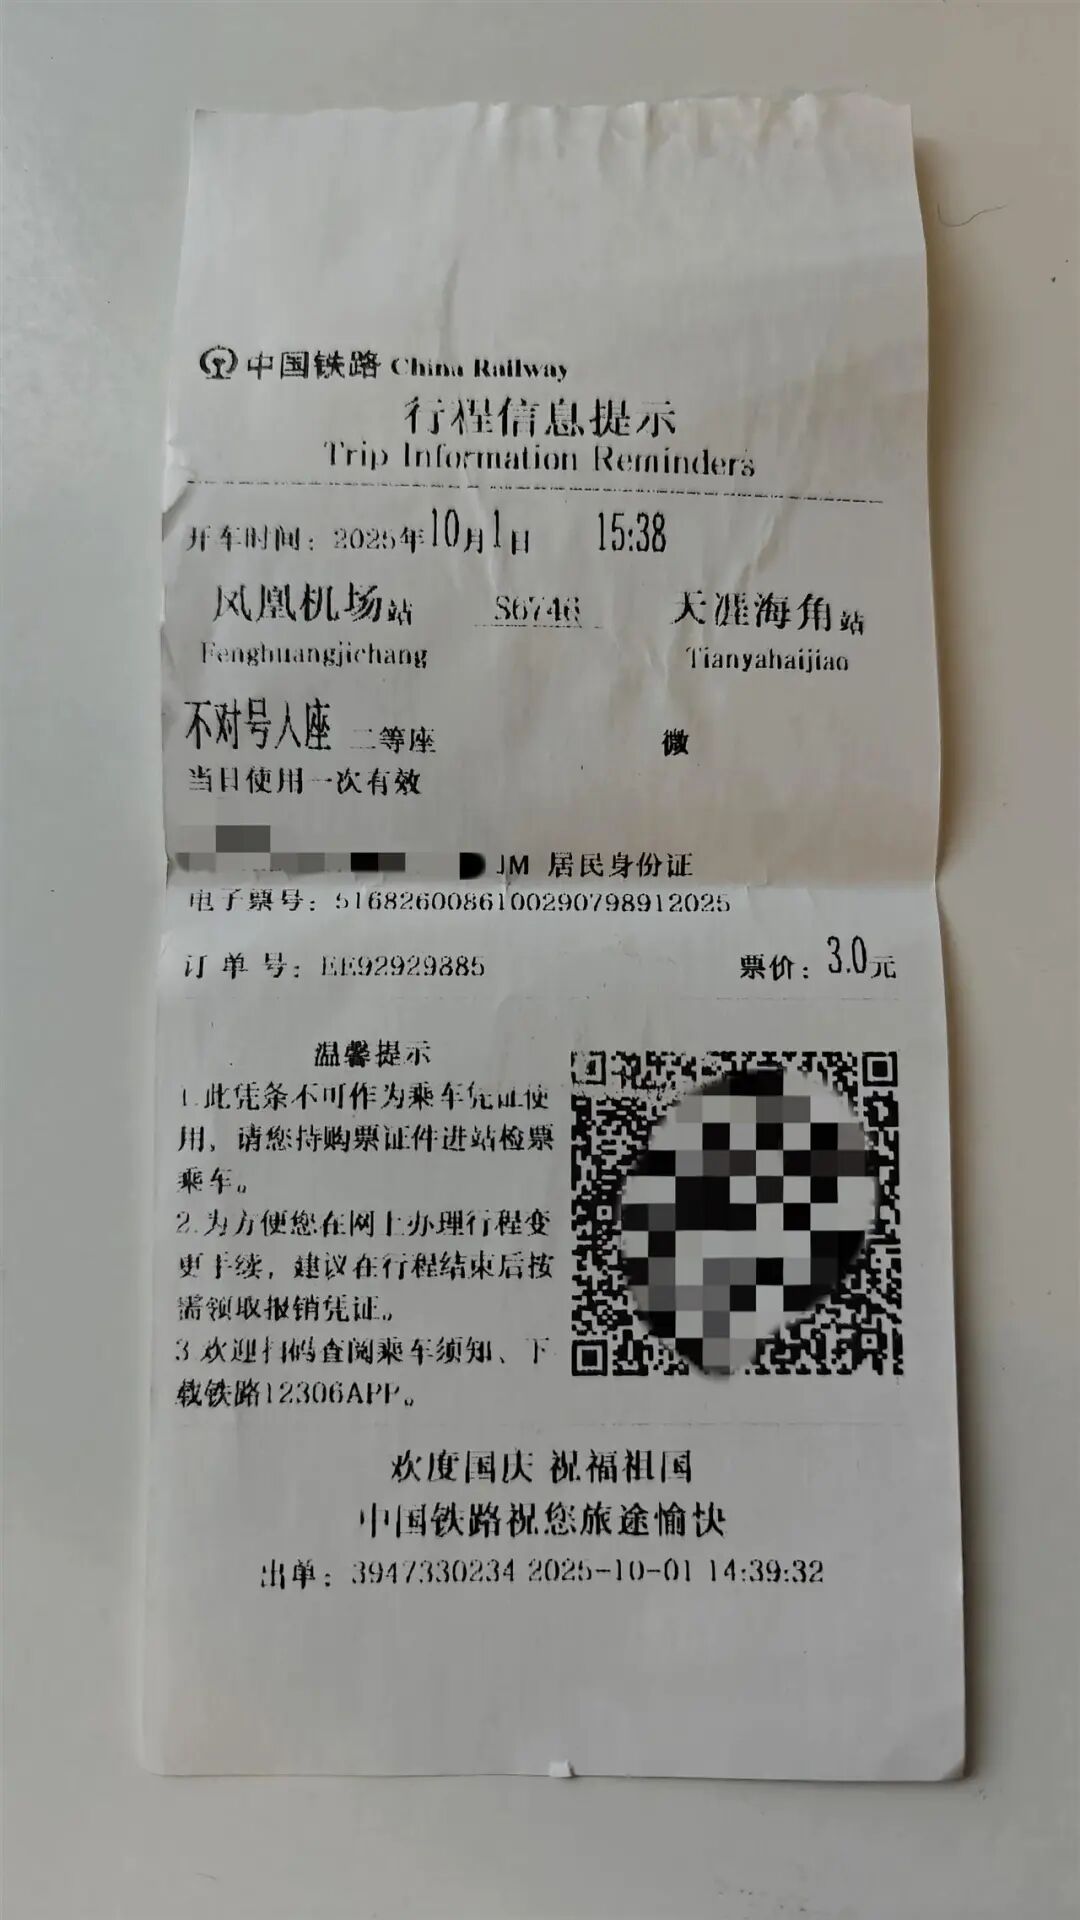 中国铁路 China Railway
行程信息提示
Trip Information Reminders
开车时间：2025年10月1日 15:38
凤凰机场站 S6746 天涯海角站
Fenghuangjichang Tianyahaijiao
不对号入座 二等座 微
当日使用一次有效
JM 居民身份证
电子票号：5168260086100290798912025
订单号：EE92929885 票价：3.0元
温馨提示
1.此凭条不可作为乘车凭证使
用，请您持购票证件进站检票
乘车。
2.为方便您在网上办理行程变
更手续，建议在行程结束后按
需领取报销凭证。
3.欢迎扫码查阅乘车须知、下
载铁路12306APP。
欢度国庆 祝福祖国
中国铁路祝您旅途愉快
出单：3947330234 2025-10-01 14:39:32